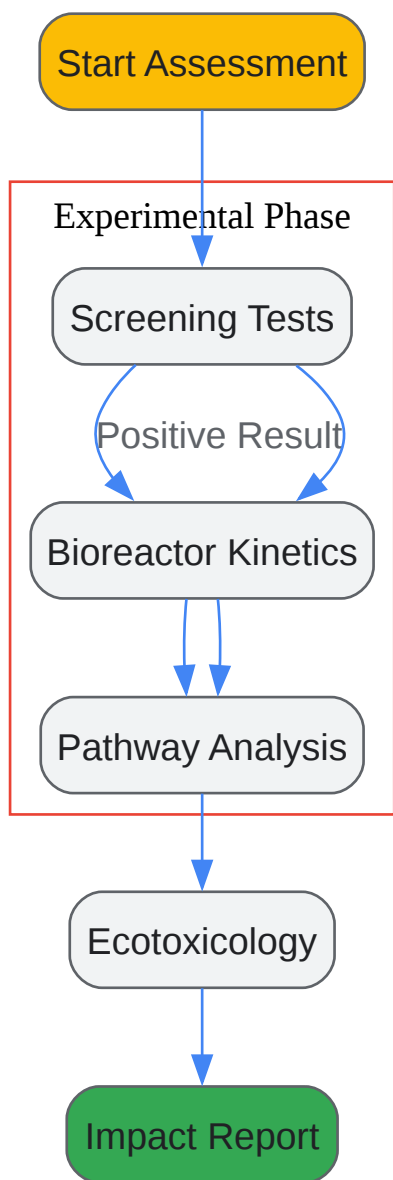 Start Assessment
Experimental Phase
Screening Tests
Positive Result
Bioreactor Kinetics
Pathway Analysis
Ecotoxicology
Impact Report